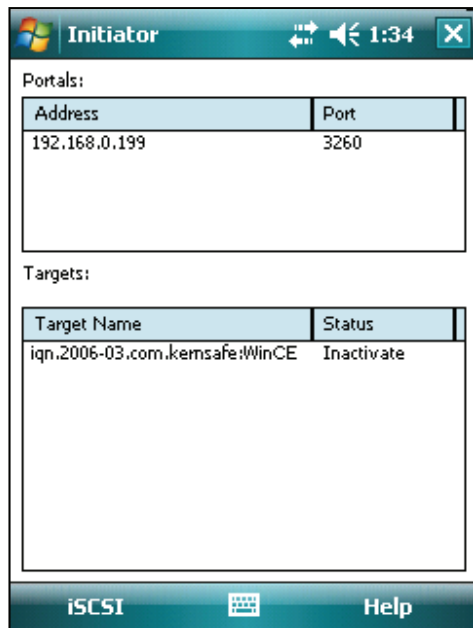 Initiator 1:34
Portals:
Address Port
192.168.0.199 3260
Targets:
Target Name Status
iqn.2006-03.com.kernsafe:WinCE Inactivate
iSCSI Help